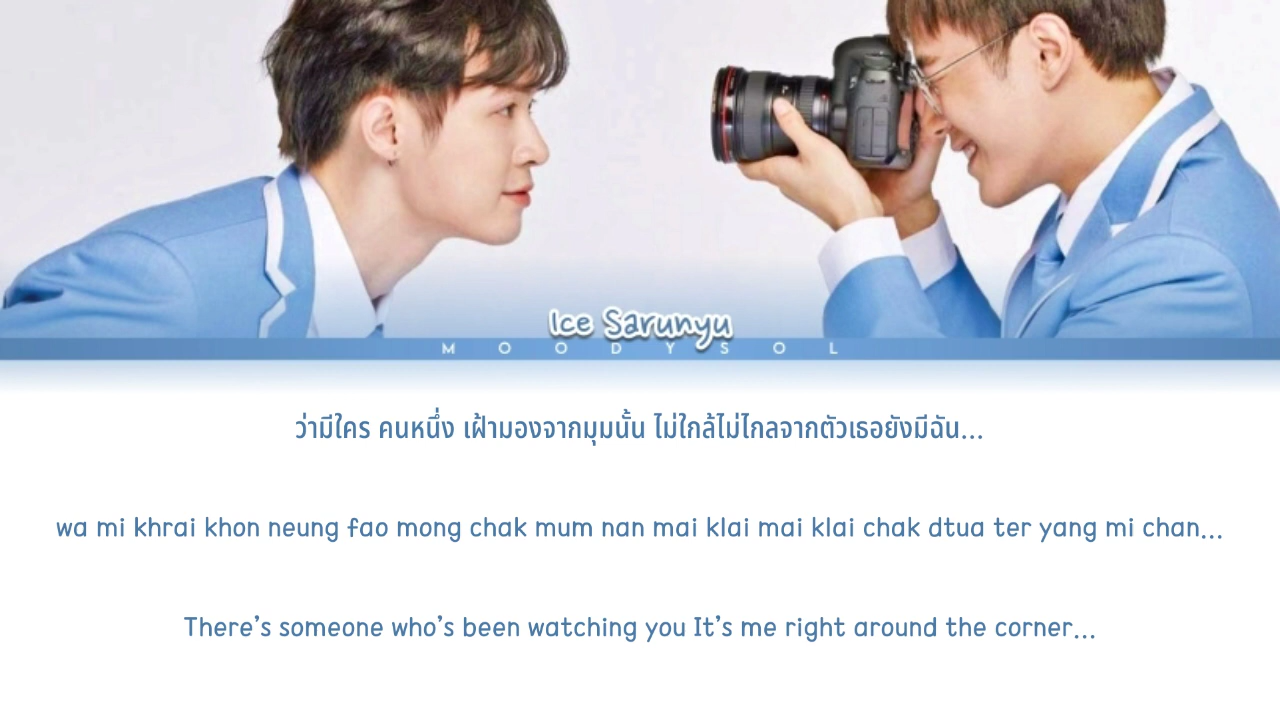 Ice Sarunyu
MOODYSOL
ว่ามีใคร คนหนึ่ง เฝ้ามองจากมุมนั้น ไม่ใกล้ไม่ไกลจากตัวเธอยังมีฉัน...
wa mi khrai khon neung fao mong chak mum nan mai klai mai klai chak dtua ter yang mi chan...
There's someone who's been watching you It's me right around the corner...